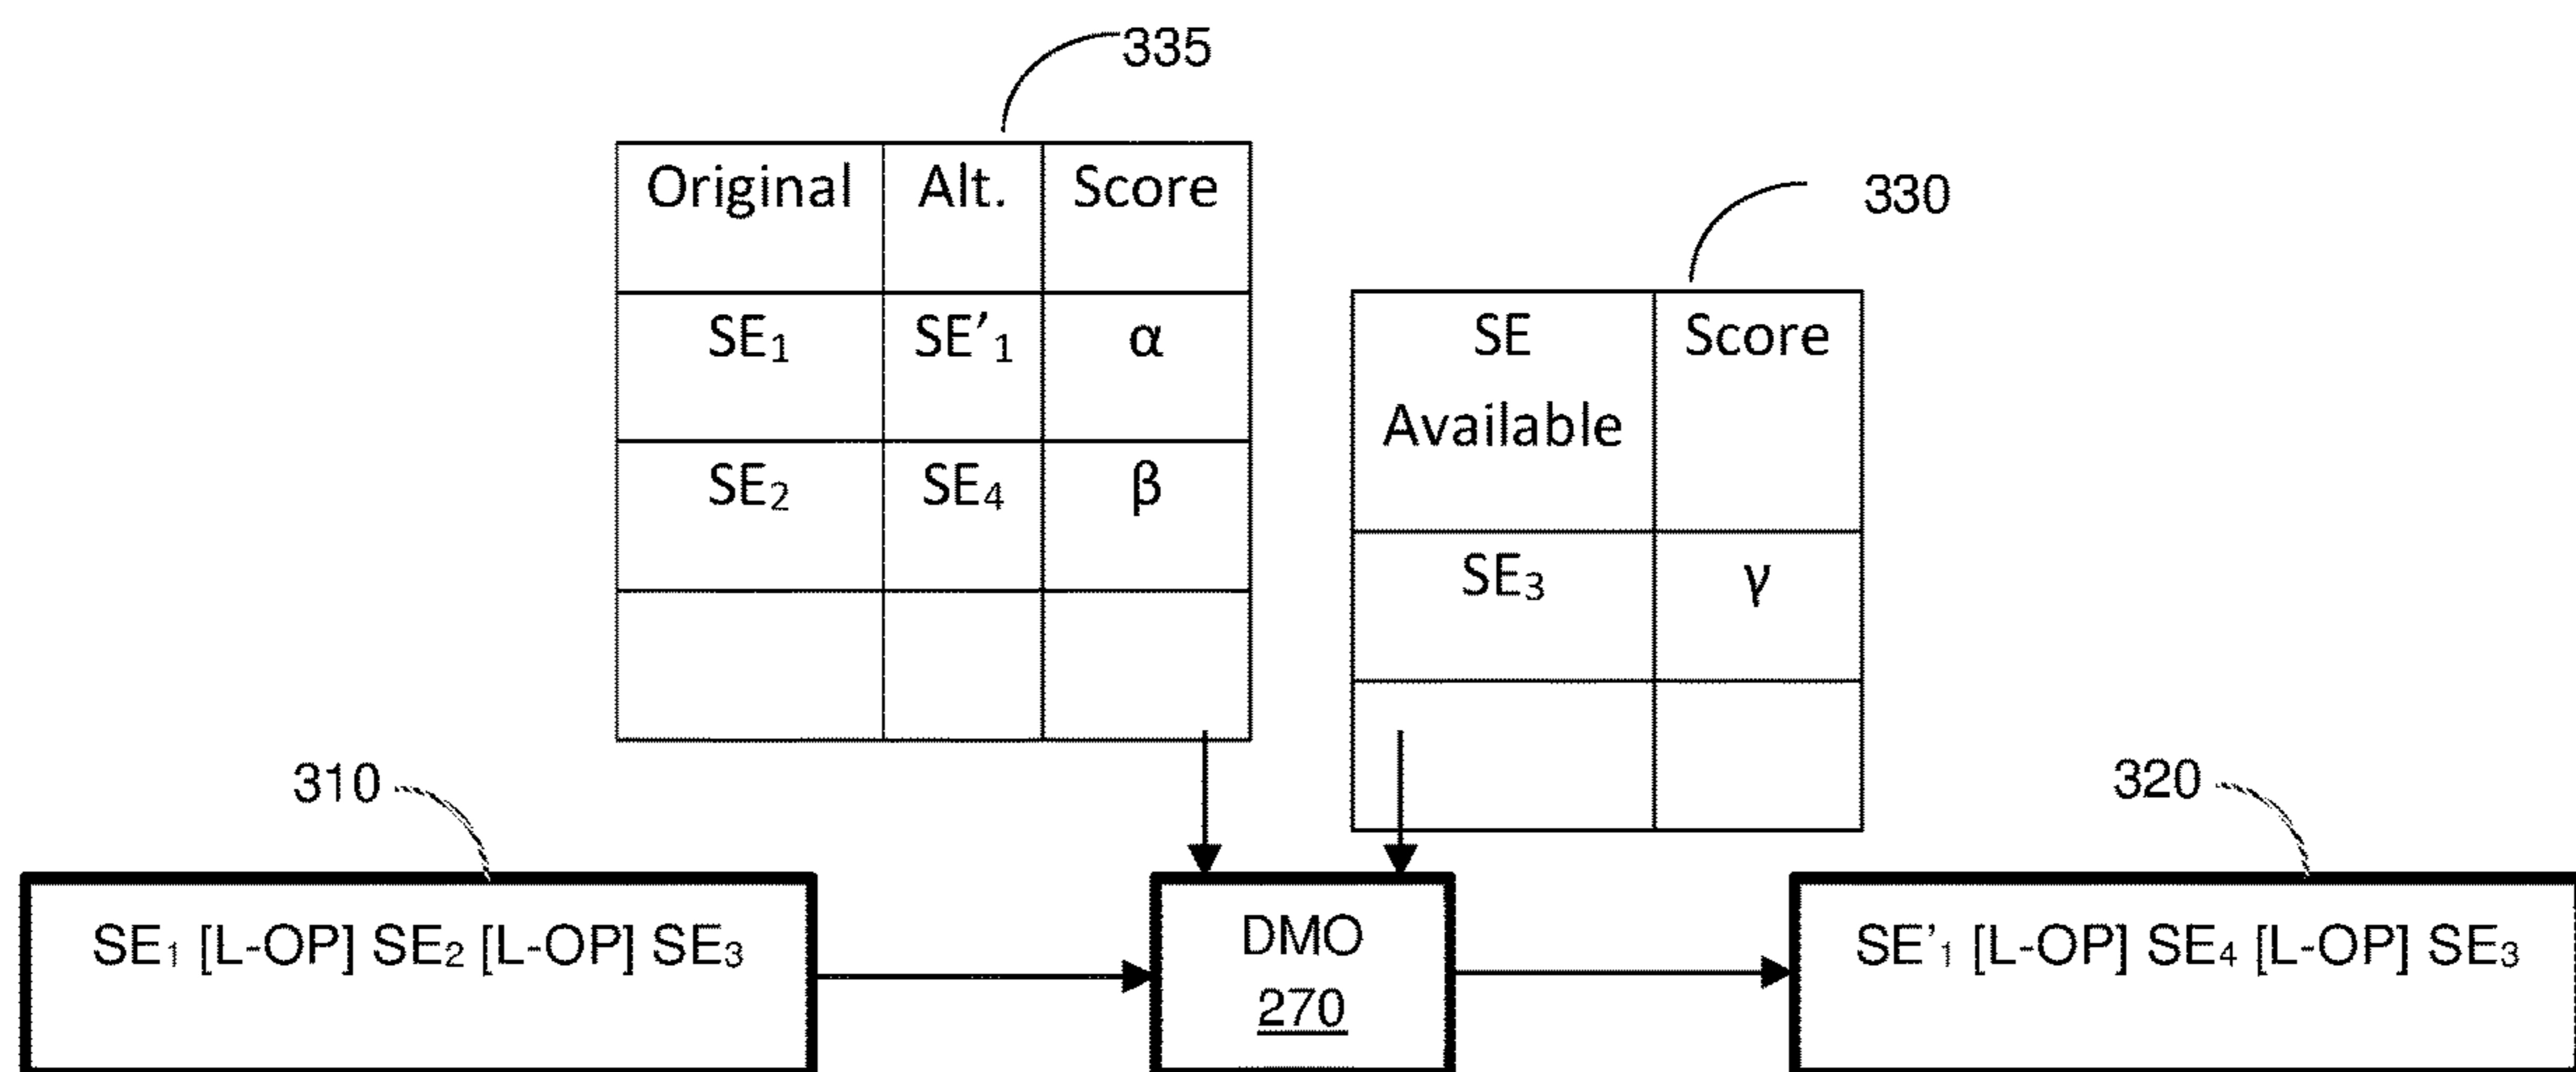 335
Original Alt. Score
SE₁ SE’₁ α
SE₂ SE₄ β
330
SE Available Score
SE₃ γ
310
SE₁ [L-OP] SE₂ [L-OP] SE₃
DMO
270
320
SE’₁ [L-OP] SE₄ [L-OP] SE₃